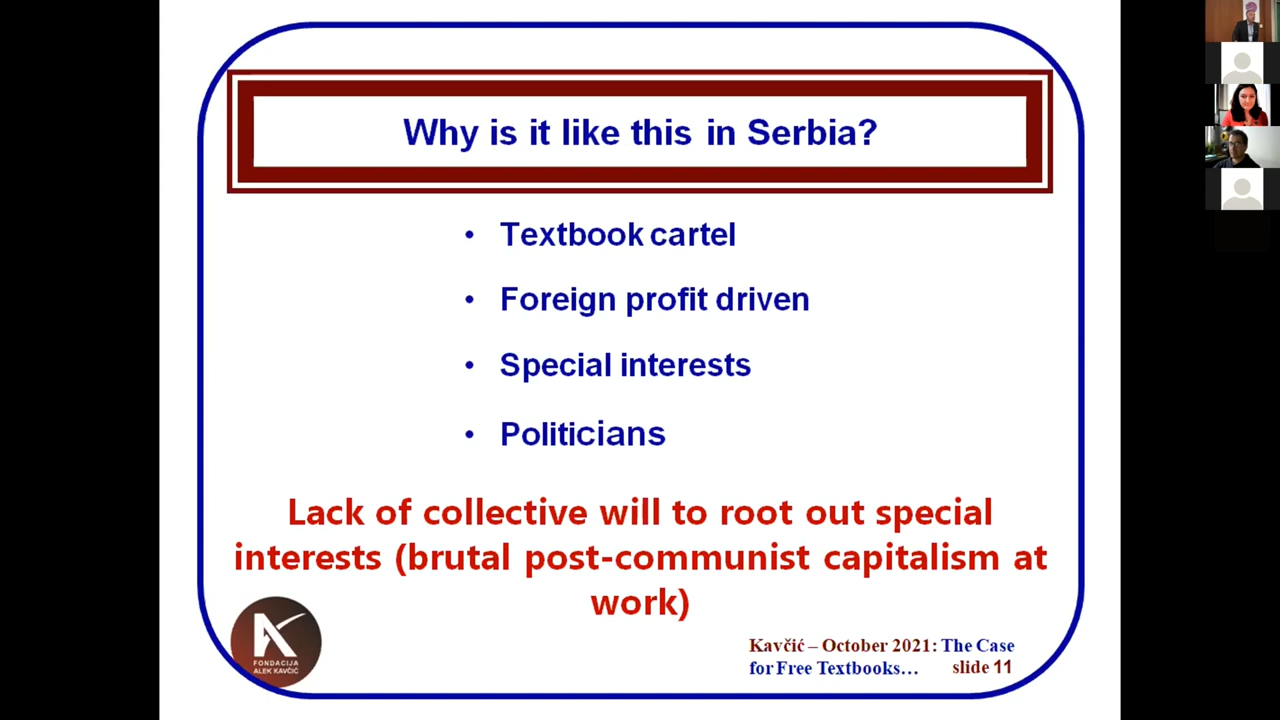 Why is it like this in Serbia?
• Textbook cartel
• Foreign profit driven
• Special interests
• Politicians
Lack of collective will to root out special
interests (brutal post-communist capitalism at
work)
FONDACIJA
ALEK KAVČIĆ
Kavčić – October 2021: The Case
for Free Textbooks… slide 11